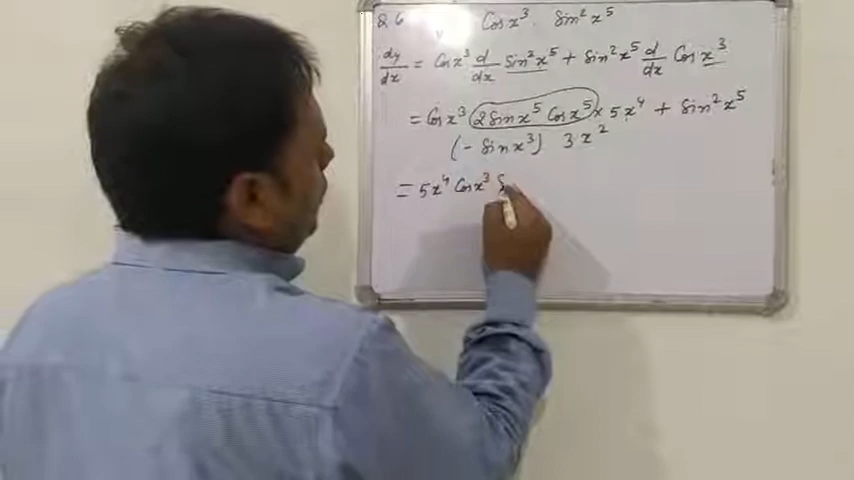 Q6 Cos x³ . Sin² x⁵
dy/dx = Cos x³ d/dx Sin² x⁵ + Sin² x⁵ d/dx Cos x³
= Cos x³ (2 Sin x⁵ Cos x⁵) × 5x⁴ + Sin² x⁵
(- Sin x³) 3x²
= 5x⁴ Cos x³ S